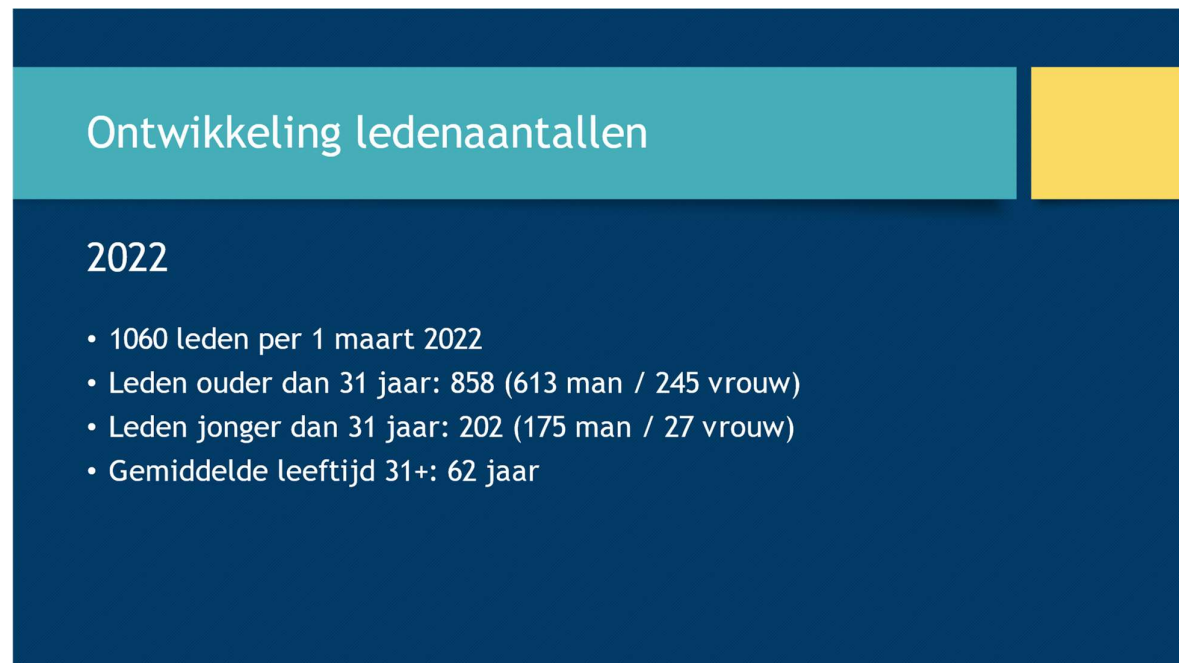 Ontwikkeling ledenaantallen
2022
• 1060 leden per 1 maart 2022
• Leden ouder dan 31 jaar: 858 (613 man / 245 vrouw)
• Leden jonger dan 31 jaar: 202 (175 man / 27 vrouw)
• Gemiddelde leeftijd 31+: 62 jaar